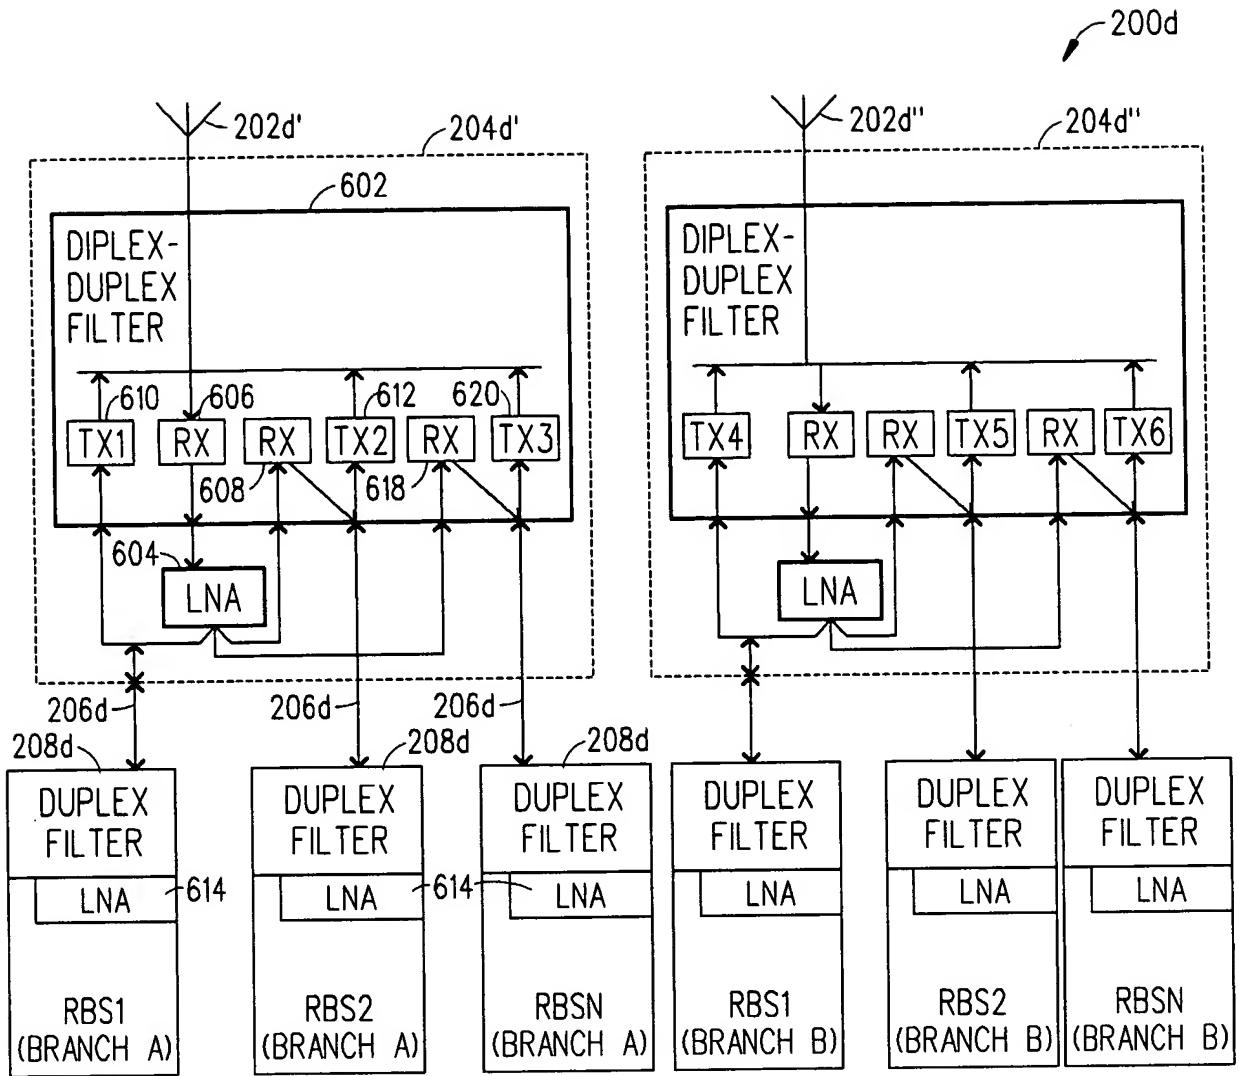 200d
202d'
204d'
202d"
204d"
602
DIPLEX-
DUPLEX
FILTER
DIPLEX-
DUPLEX
FILTER
610
606
612
620
TX1
RX
RX
TX2
RX
TX3
TX4
RX
RX
TX5
RX
TX6
608
618
604
LNA
LNA
206d
206d
206d
208d
208d
208d
DUPLEX
FILTER
DUPLEX
FILTER
DUPLEX
FILTER
DUPLEX
FILTER
DUPLEX
FILTER
DUPLEX
FILTER
LNA
614
LNA
614
LNA
LNA
LNA
LNA
RBS1
(BRANCH A)
RBS2
(BRANCH A)
RBSN
(BRANCH A)
RBS1
(BRANCH B)
RBS2
(BRANCH B)
RBSN
(BRANCH B)